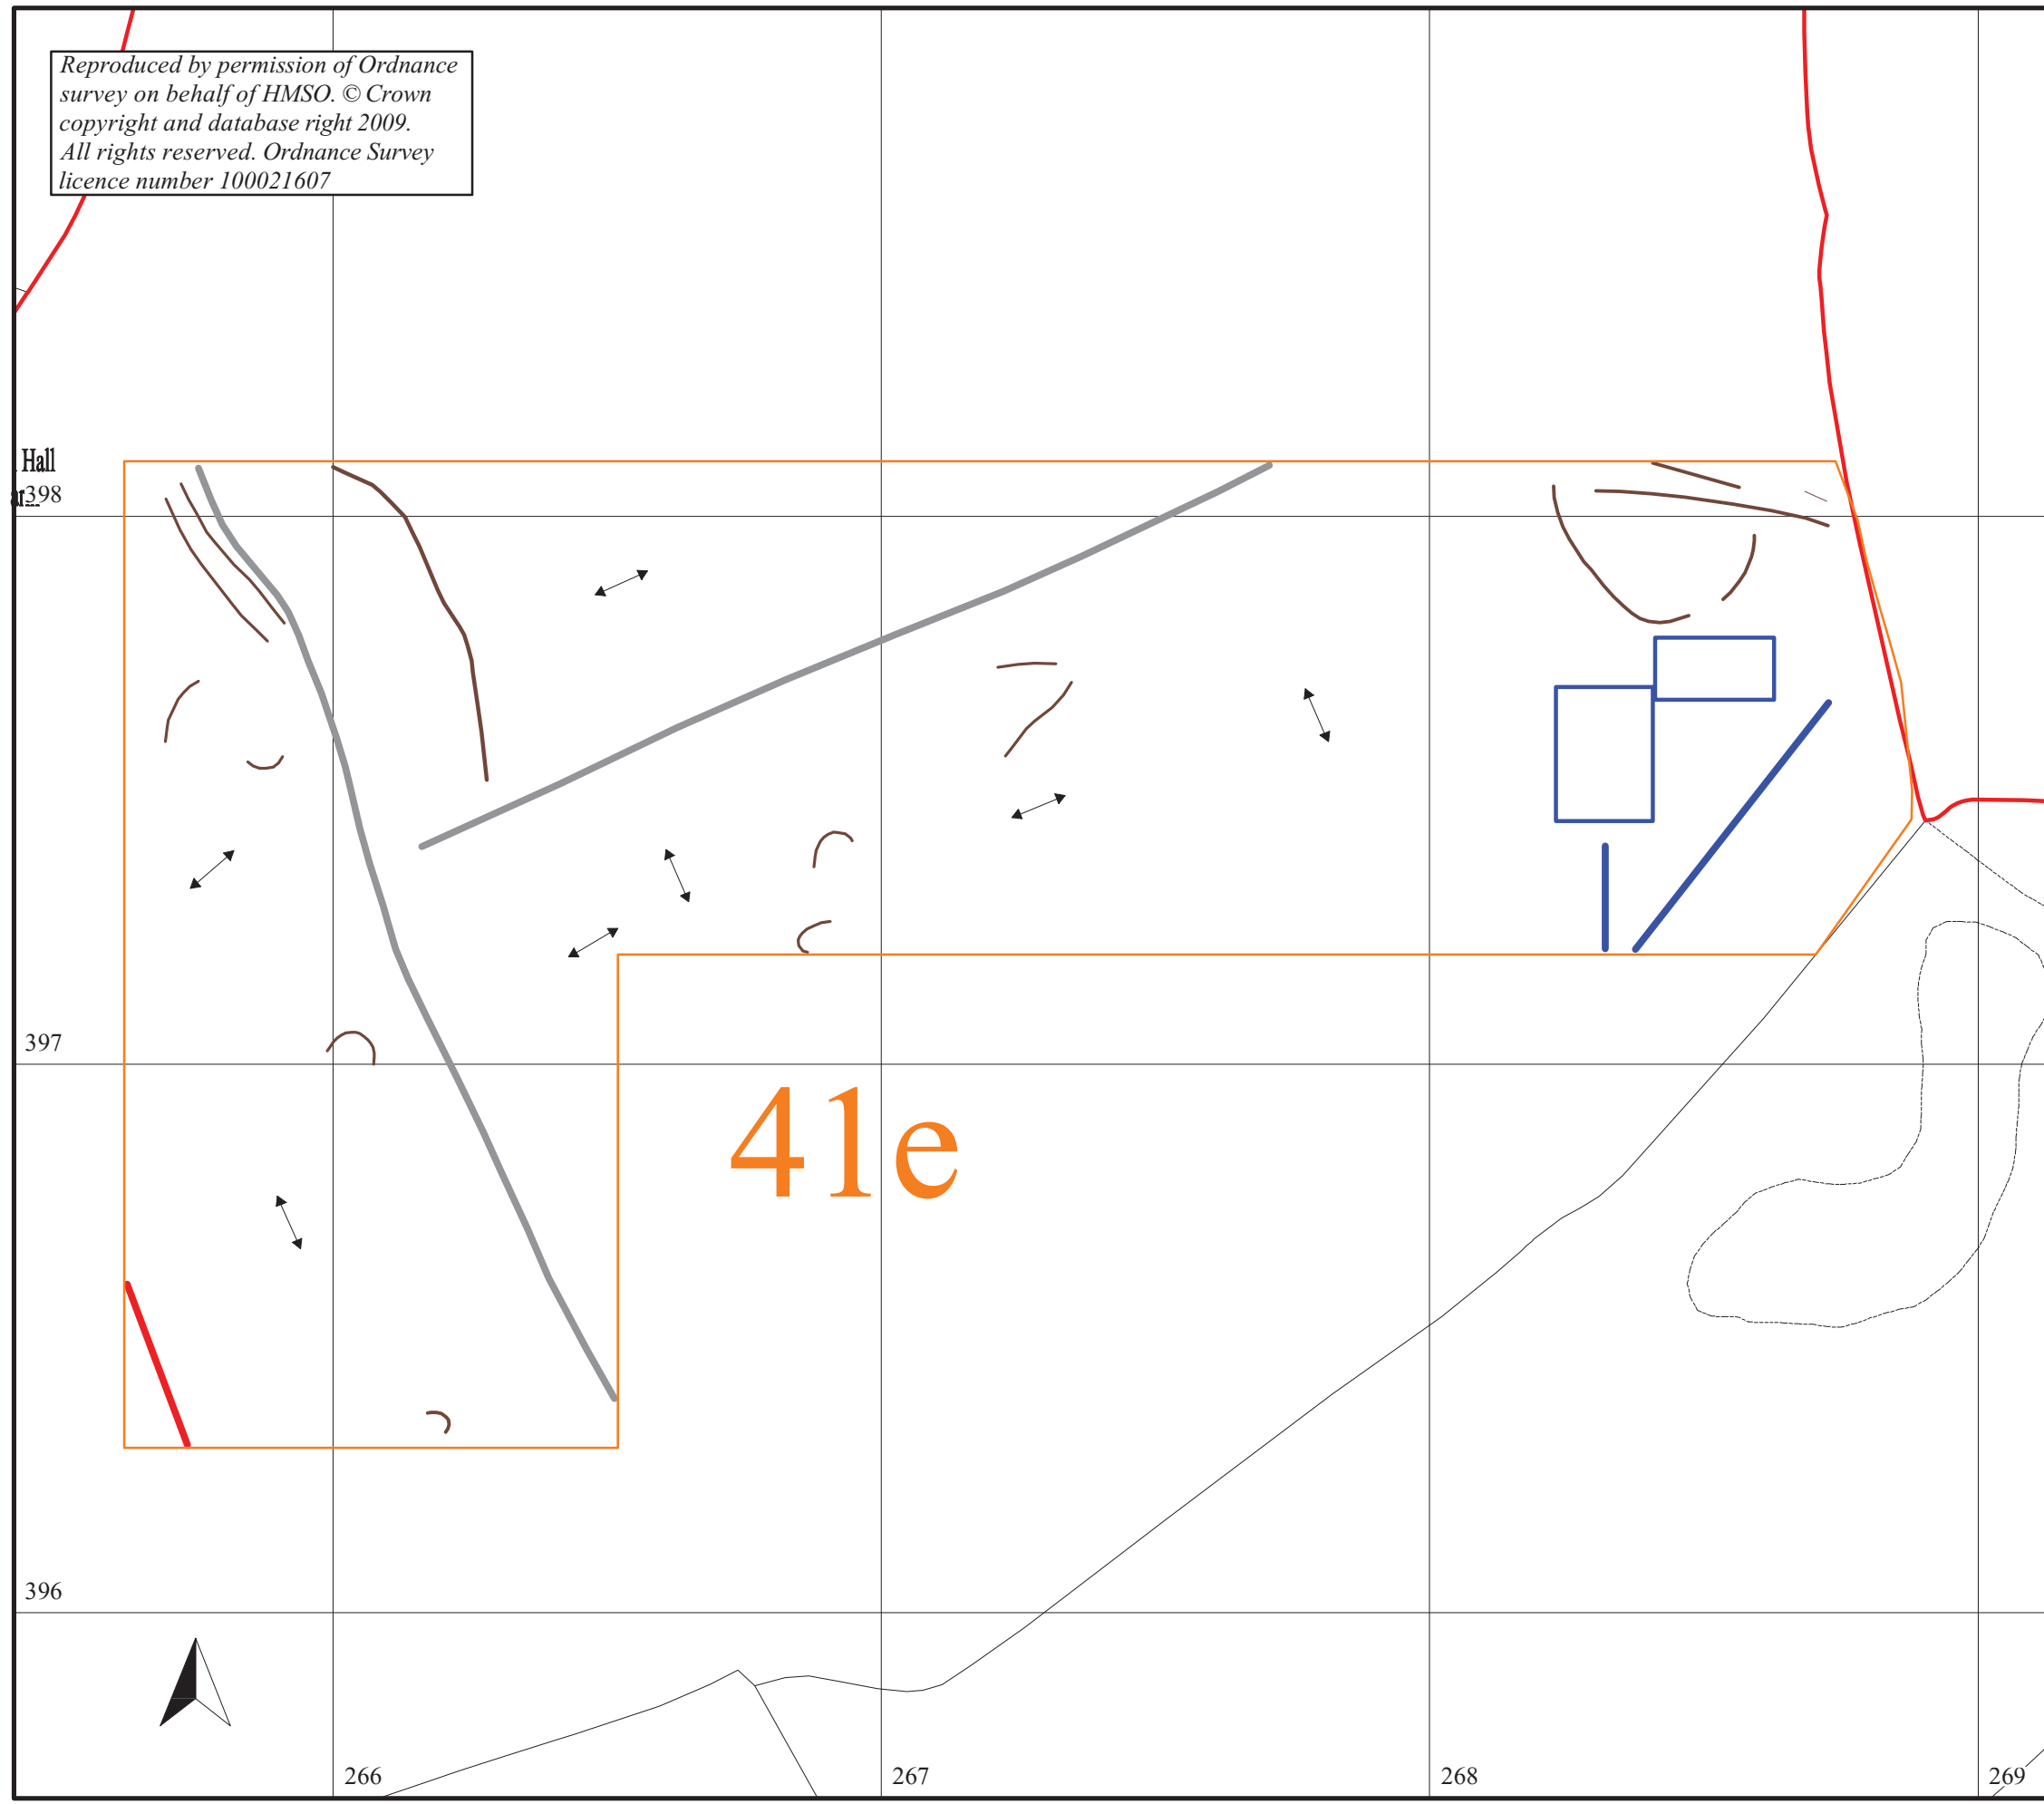 Reproduced by permission of Ordnance
survey on behalf of HMSO. © Crown
copyright and database right 2009.
All rights reserved. Ordnance Survey
licence number 100021607
Hall
398
397
41e
396
266
267
268
269